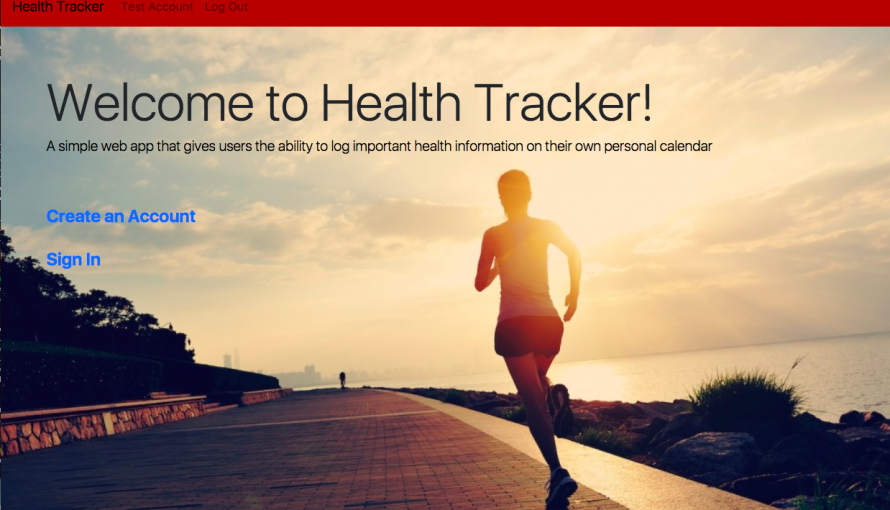 Health Tracker Test Account Log Out
Welcome to Health Tracker!
A simple web app that gives users the ability to log important health information on their own personal calendar
Create an Account
Sign In